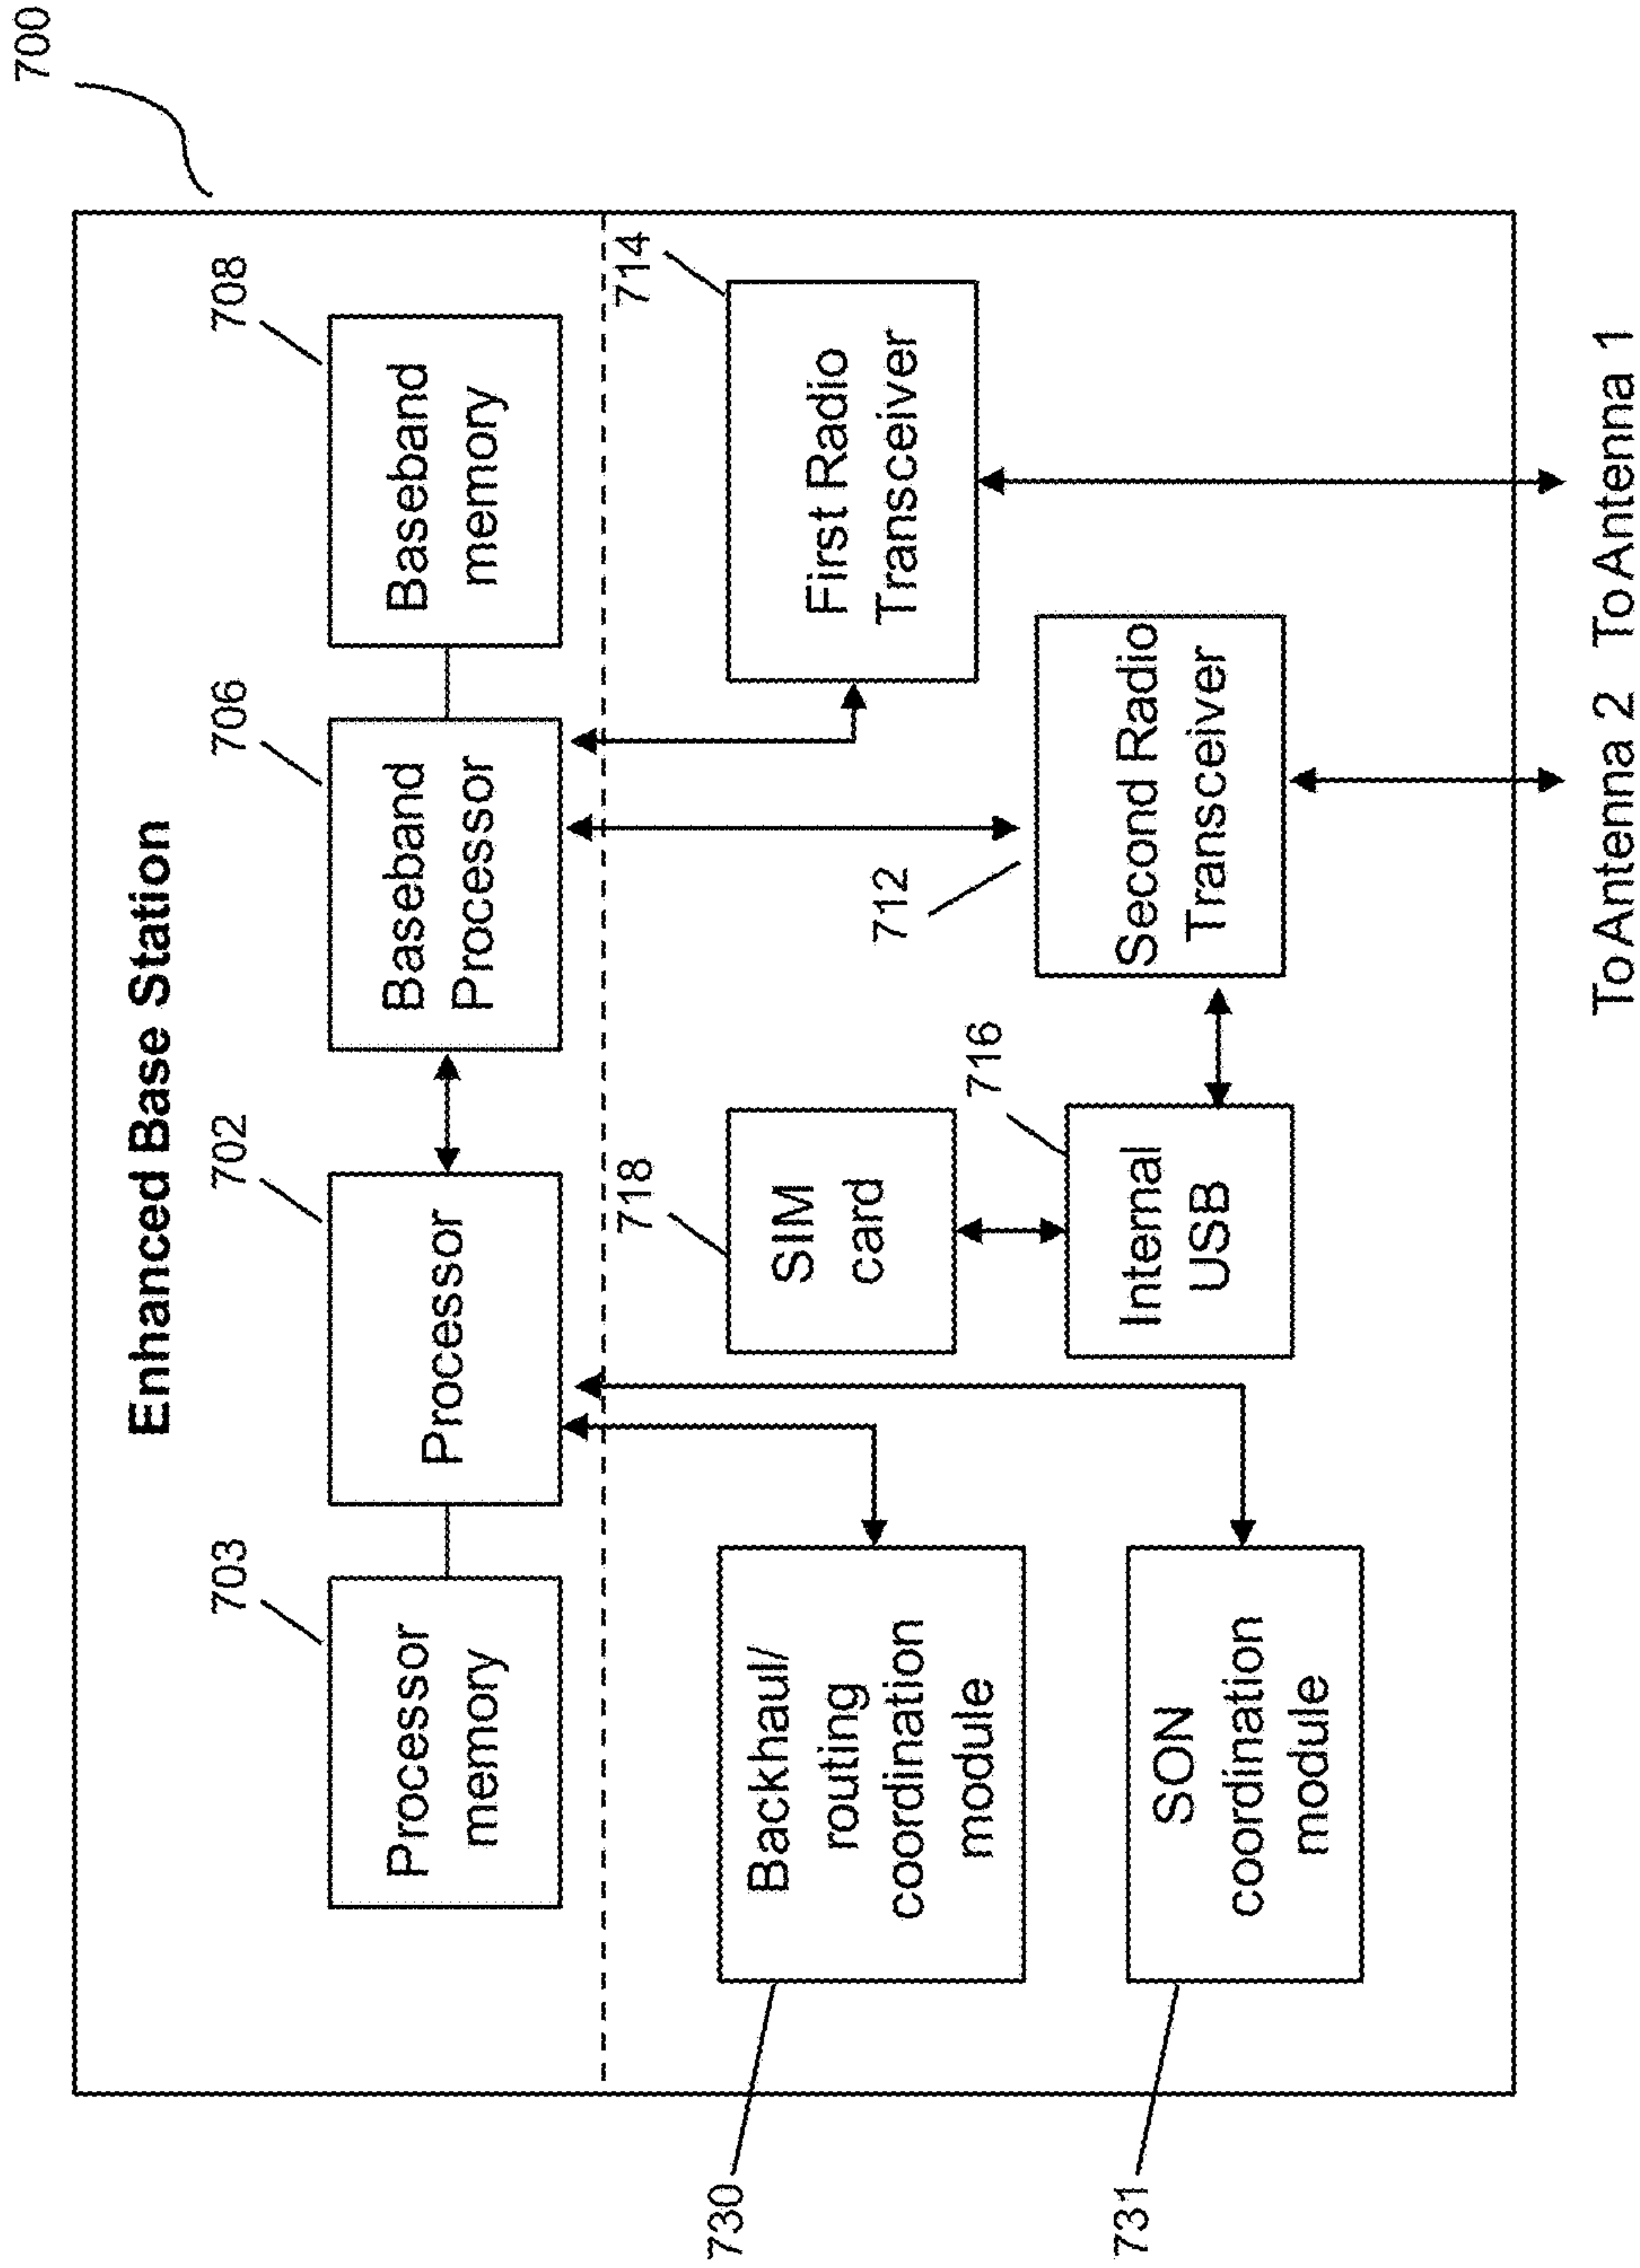 700
Enhanced Base Station
703
702
706
708
Processor
memory
Processor
Baseband
Processor
Baseband
memory
718
714
730
Backhaul/
routing
coordination
module
SIM
card
712
First Radio
Transceiver
716
731
SON
coordination
module
Internal
USB
Second Radio
Transceiver
To Antenna 2
To Antenna 1